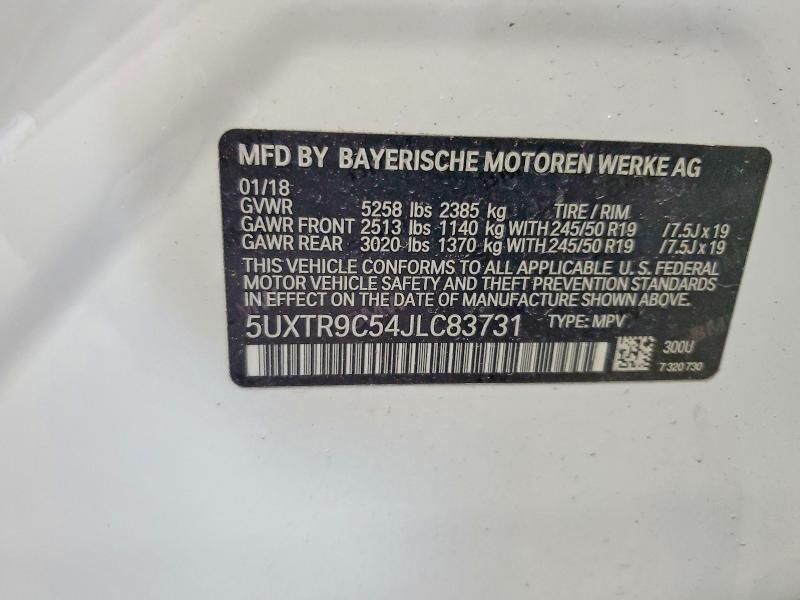 MFD BY BAYERISCHE MOTOREN WERKE AG
01/18
GVWR 5258 lbs 2385 kg TIRE / RIM
GAWR FRONT 2513 lbs 1140 kg WITH 245/50 R19 /7.5J x 19
GAWR REAR 3020 lbs 1370 kg WITH 245/50 R19 /7.5J x 19
THIS VEHICLE CONFORMS TO ALL APPLICABLE U. S. FEDERAL
MOTOR VEHICLE SAFETY AND THEFT PREVENTION STANDARDS
IN EFFECT ON THE DATE OF MANUFACTURE SHOWN ABOVE.
5UXTR9C54JLC83731 TYPE: MPV
300U
7 320 730